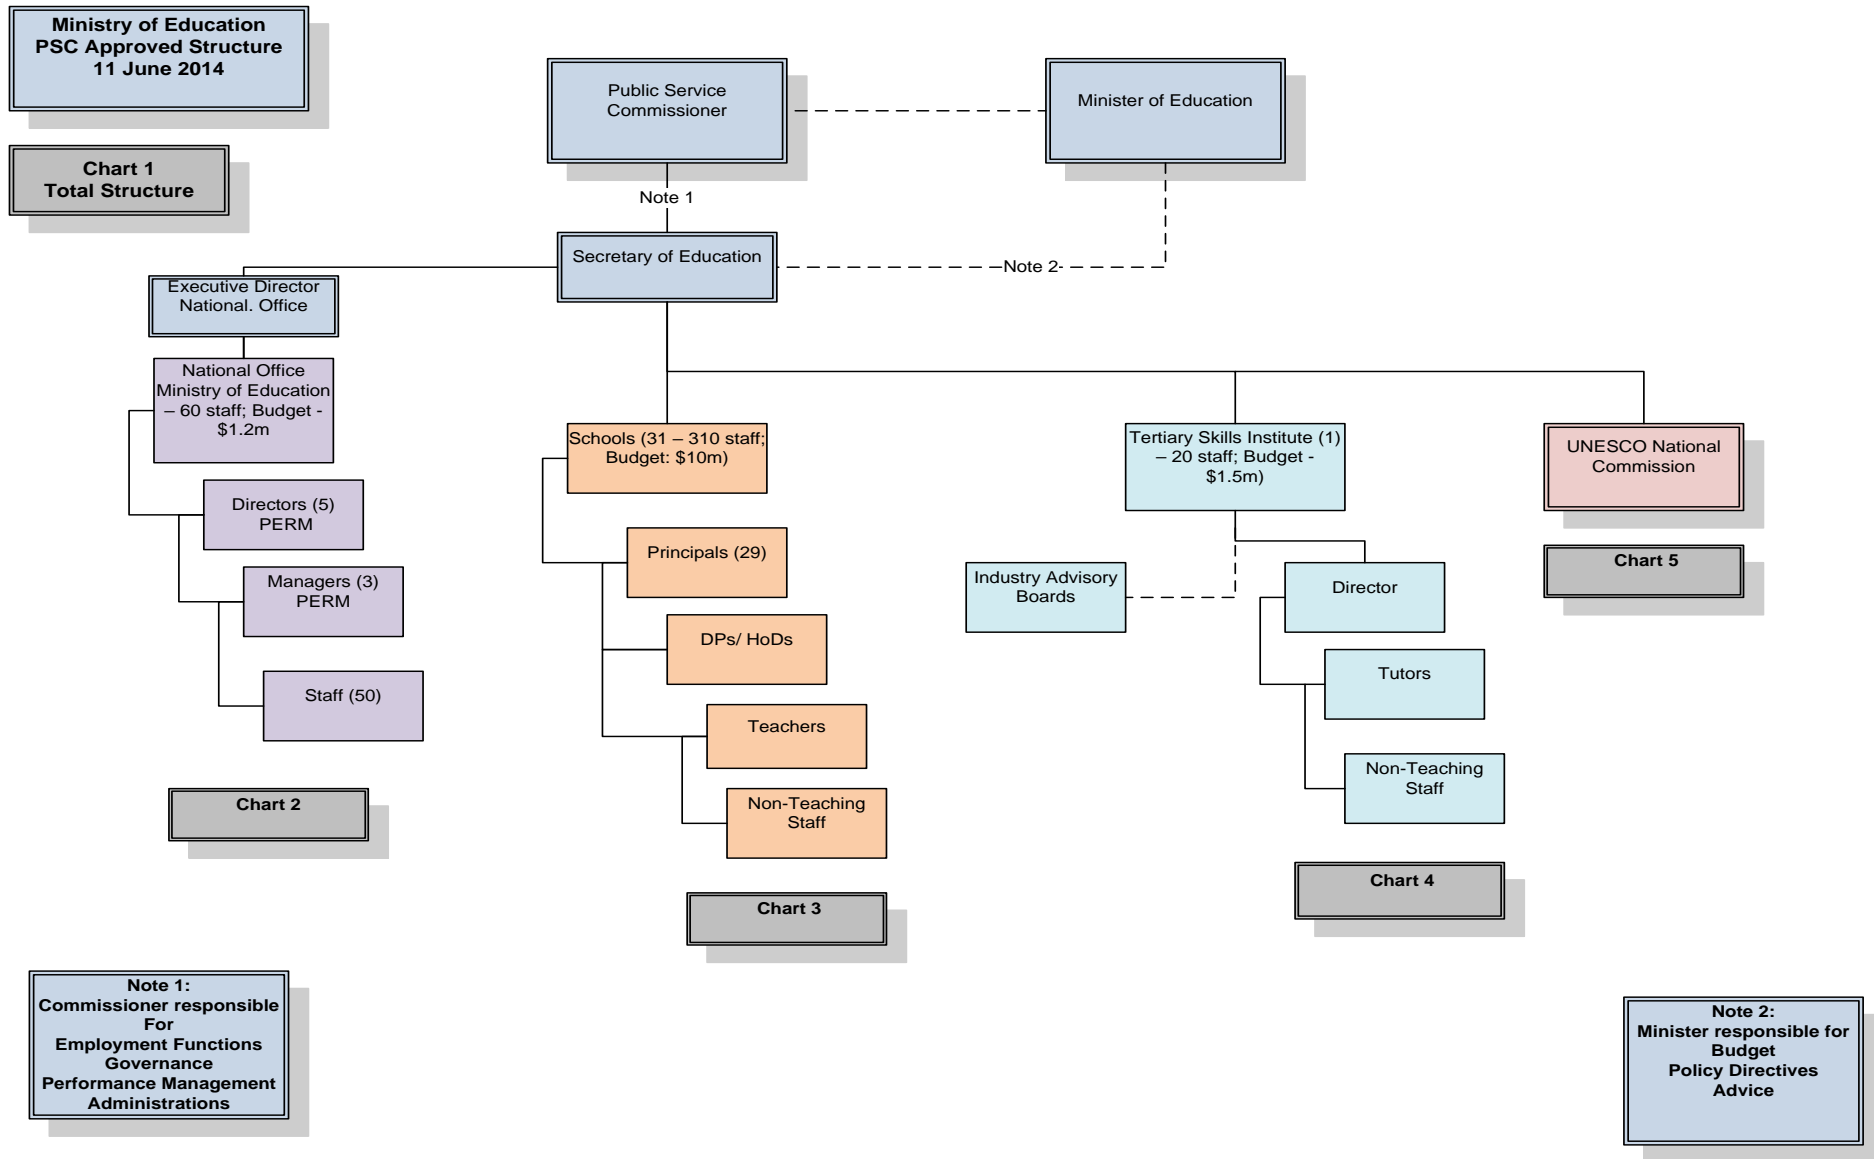 Ministry of Education
PSC Approved Structure
11 June 2014
Chart 1
Total Structure
Public Service
Commissioner
Minister of Education
Note 1
Secretary of Education
Note 2
Executive Director
National. Office
National Office
Ministry of Education
– 60 staff; Budget -
$1.2m
Directors (5)
PERM
Managers (3)
PERM
Staff (50)
Chart 2
Schools (31 – 310 staff;
Budget: $10m)
Principals (29)
DPs/ HoDs
Teachers
Non-Teaching
Staff
Chart 3
Tertiary Skills Institute (1)
– 20 staff; Budget -
$1.5m)
Industry Advisory
Boards
Director
Tutors
Non-Teaching
Staff
Chart 4
UNESCO National
Commission
Chart 5
Note 1:
Commissioner responsible
For
Employment Functions
Governance
Performance Management
Administrations
Note 2:
Minister responsible for
Budget
Policy Directives
Advice